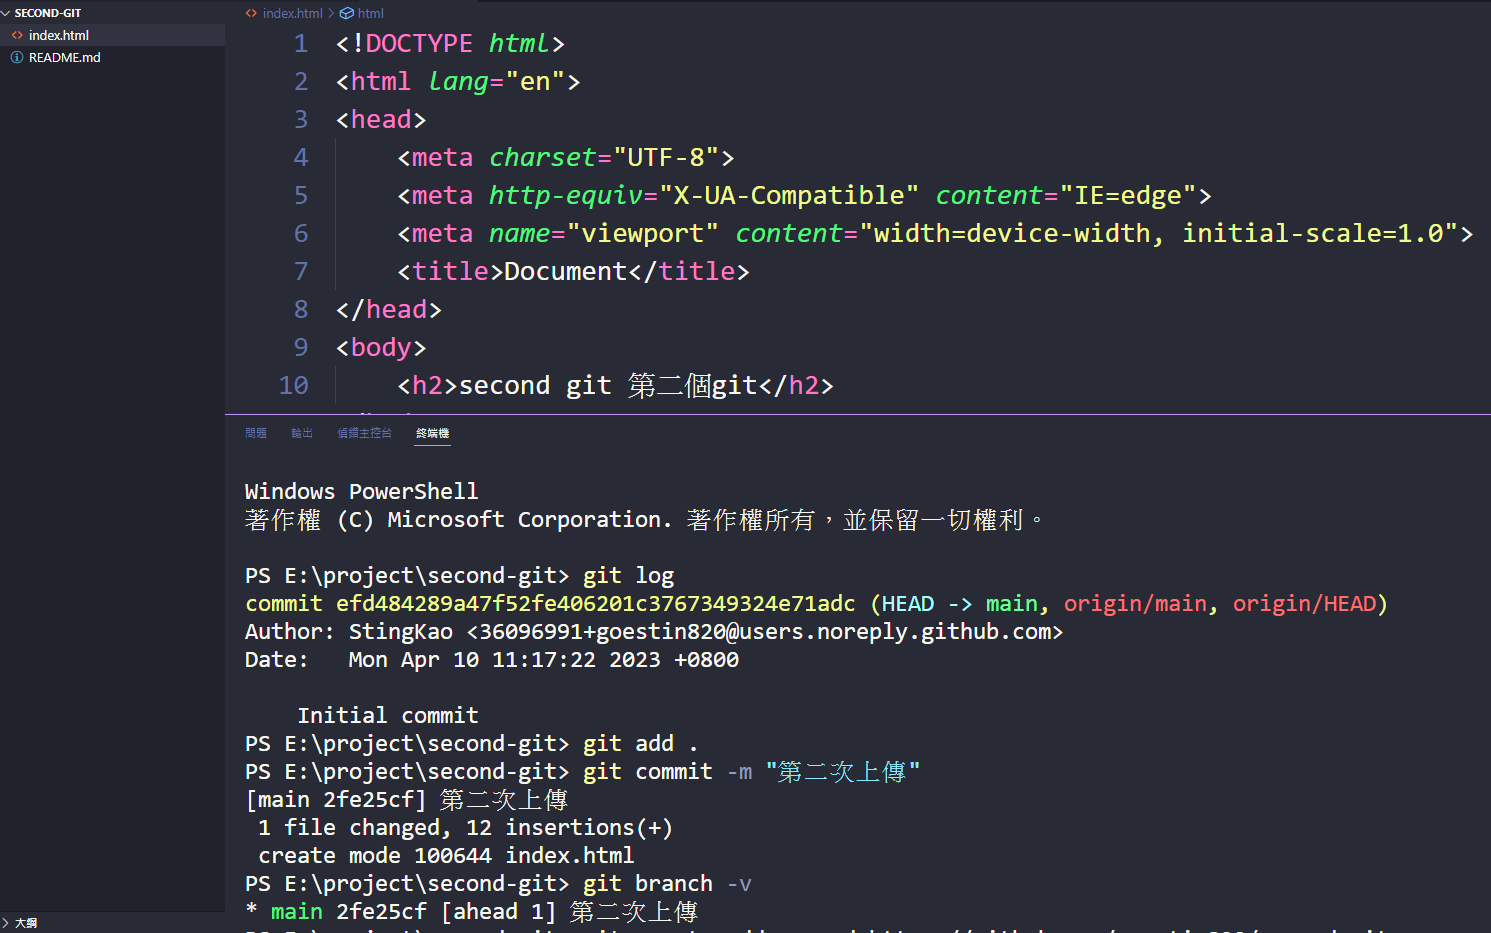 SECOND-GIT
index.html
README.md
大綱
index.html > html
1 <!DOCTYPE html>
2 <html lang="en">
3 <head>
4 <meta charset="UTF-8">
5 <meta http-equiv="X-UA-Compatible" content="IE=edge">
6 <meta name="viewport" content="width=device-width, initial-scale=1.0">
7 <title>Document</title>
8 </head>
9 <body>
10 <h2>second git 第二個git</h2>
問題 輸出 偵錯主控台 終端機
Windows PowerShell
著作權 (C) Microsoft Corporation. 著作權所有，並保留一切權利。
PS E:\project\second-git> git log
commit efd484289a47f52fe406201c3767349324e71adc (HEAD -> main, origin/main, origin/HEAD)
Author: StingKao <36096991+goestin820@users.noreply.github.com>
Date:   Mon Apr 10 11:17:22 2023 +0800
Initial commit
PS E:\project\second-git> git add .
PS E:\project\second-git> git commit -m "第二次上傳"
[main 2fe25cf] 第二次上傳
1 file changed, 12 insertions(+)
create mode 100644 index.html
PS E:\project\second-git> git branch -v
* main 2fe25cf [ahead 1] 第二次上傳